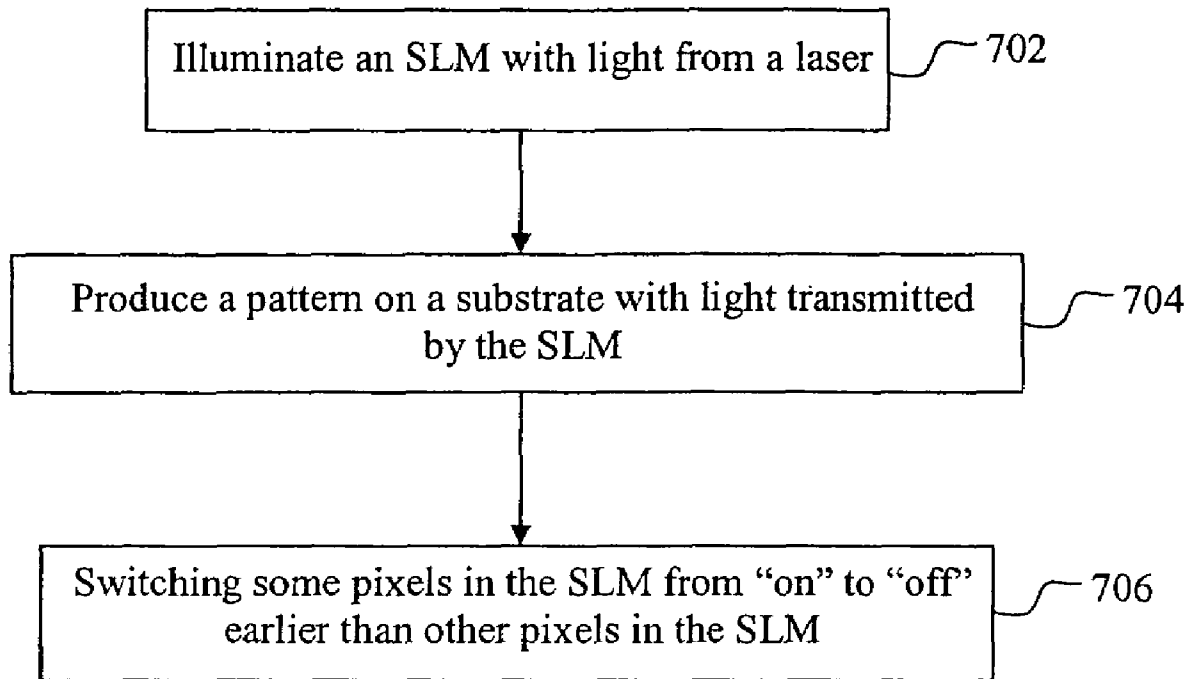 Illuminate an SLM with light from a laser
702
Produce a pattern on a substrate with light transmitted
by the SLM
704
Switching some pixels in the SLM from “on” to “off”
earlier than other pixels in the SLM
706